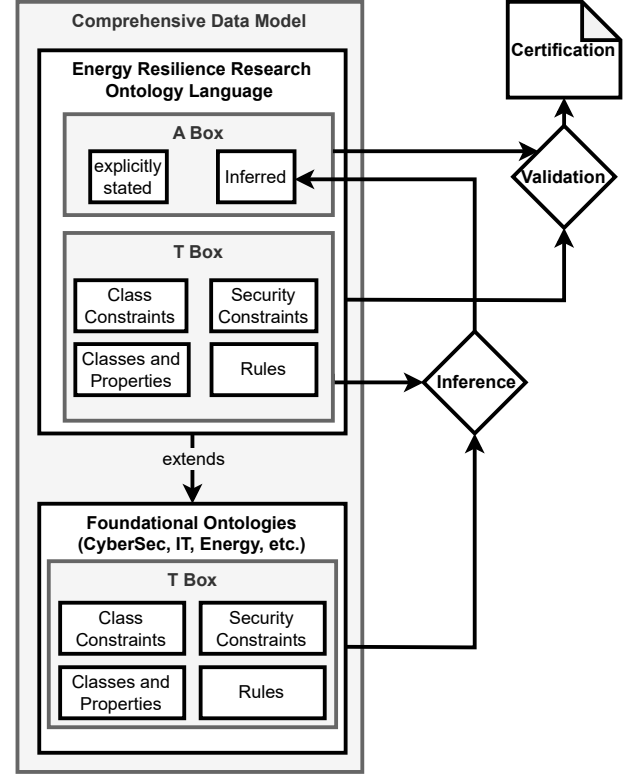 Comprehensive Data Model
Energy Resilience Research
Ontology Language
A Box
explicitly
stated
Inferred
T Box
Class
Constraints
Security
Constraints
Classes and
Properties
Rules
extends
Foundational Ontologies
(CyberSec, IT, Energy, etc.)
T Box
Class
Constraints
Security
Constraints
Classes and
Properties
Rules
Certification
Validation
Inference